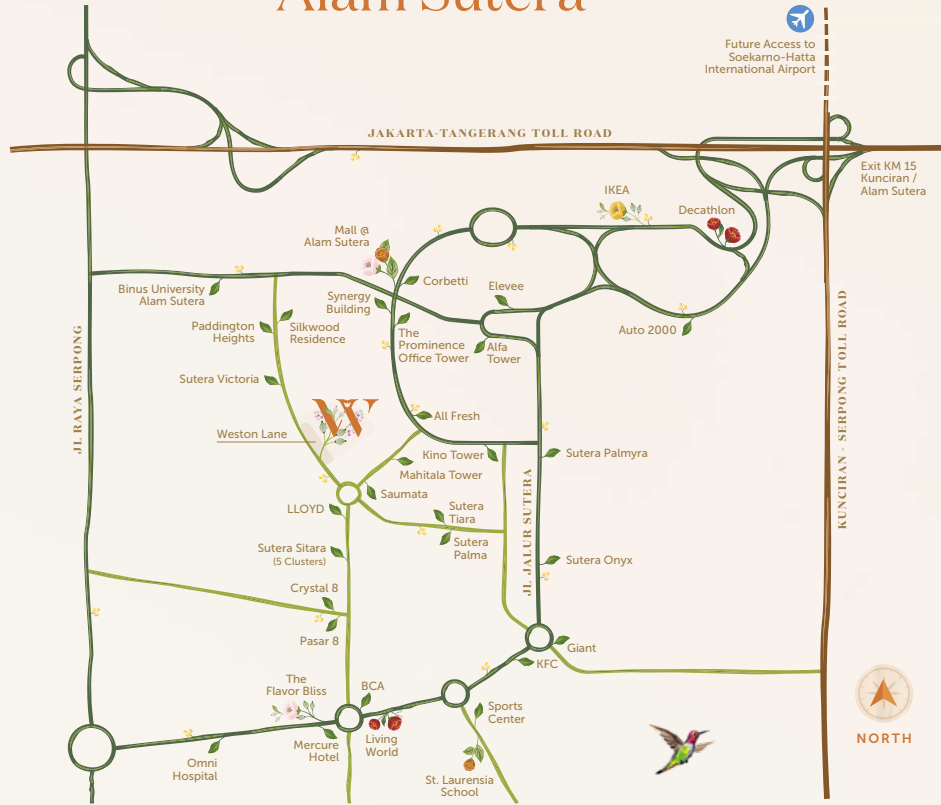 Alam Sutera
Future Access to
Soekarno-Hatta
International Airport
JAKARTA-TANGERANG TOLL ROAD
Exit KM 15
Kunciran /
Alam Sutera
IKEA
Decathlon
Mall @
Alam Sutera
Corbetti
Elevee
Binus University
Alam Sutera
Synergy
Building
Paddington
Heights
Silkwood
Residence
The
Prominence
Office Tower
Alfa
Tower
Auto 2000
JL RAYA SERPONG
KUNCIRAN - SERPONG TOLL ROAD
Sutera Victoria
W
Weston Lane
All Fresh
Kino Tower
Sutera Palmyra
Mahitala Tower
Saumata
LLOYD
Sutera
Tiara
Sutera
Palma
JL JALUR SUTERA
Sutera Sitara
(5 Clusters)
Sutera Onyx
Crystal 8
Pasar 8
Giant
KFC
The
Flavor Bliss
BCA
Sports
Center
Mercure
Hotel
Living
World
Omni
Hospital
St. Laurensia
School
NORTH